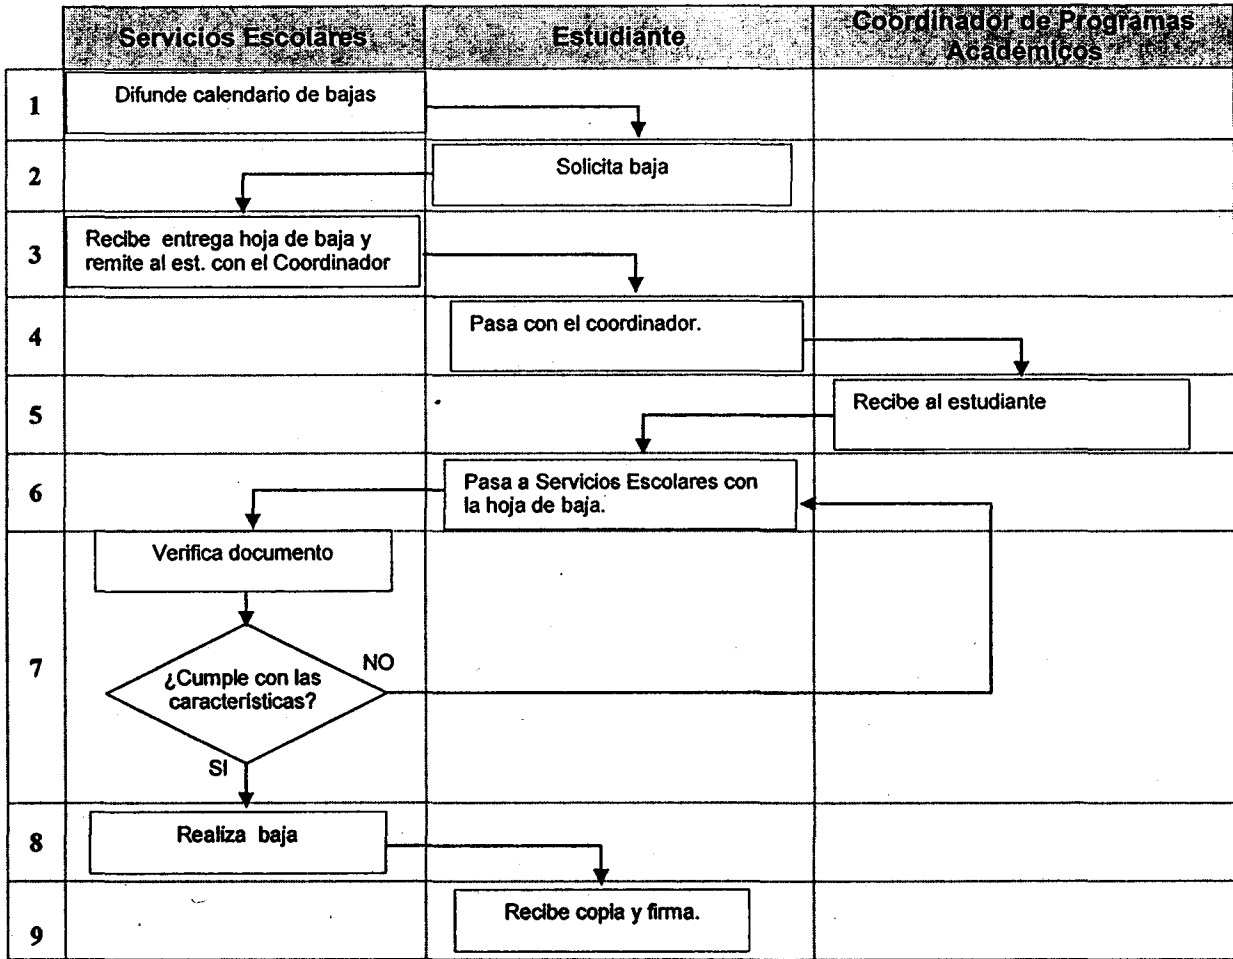 Servicios Escolares
Estudiante
Coordinador de Programas
Académicos
1
Difunde calendario de bajas
2
Solicita baja
3
Recibe entrega hoja de baja y
remite al est. con el Coordinador
4
Pasa con el coordinador.
5
Recibe al estudiante
6
Pasa a Servicios Escolares con
la hoja de baja.
7
Verifica documento
¿Cumple con las
características?
NO
SI
8
Realiza baja
9
Recibe copia y firma.